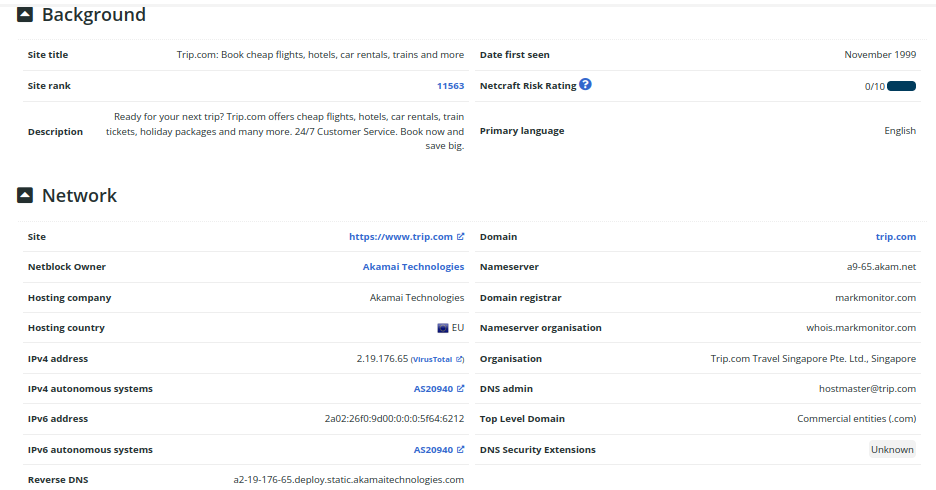 Background
Site title Trip.com: Book cheap flights, hotels, car rentals, trains and more Date first seen November 1999
Site rank 11563 Netcraft Risk Rating ? 0/10
Ready for your next trip? Trip.com offers cheap flights, hotels, car rentals, train
Description tickets, holiday packages and many more. 24/7 Customer Service. Book now and Primary language English
save big.
Network
Site https://www.trip.com Domain trip.com
Netblock Owner Akamai Technologies Nameserver a9-65.akam.net
Hosting company Akamai Technologies Domain registrar markmonitor.com
Hosting country EU Nameserver organisation whois.markmonitor.com
IPv4 address 2.19.176.65 (VirusTotal) Organisation Trip.com Travel Singapore Pte. Ltd., Singapore
IPv4 autonomous systems AS20940 DNS admin hostmaster@trip.com
IPv6 address 2a02:26f0:9d00:0:0:0:5f64:6212 Top Level Domain Commercial entities (.com)
IPv6 autonomous systems AS20940 DNS Security Extensions Unknown
Reverse DNS a2-19-176-65.deploy.static.akamaitechnologies.com